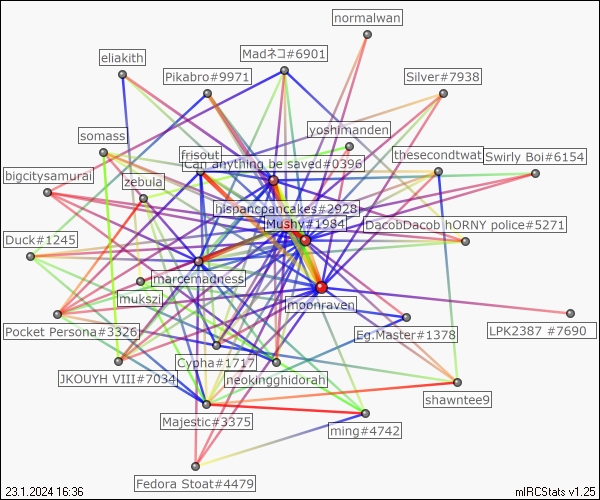 normalwan
Madネコ#6901
eliakith
Pikabro#9971
Silver#7938
yoshimanden
somass
frisout
Can anything be saved#0396
thesecondtwat
Swirly Boi#6154
bigcitysamurai
zebula
hispancpancakes#2928
Mushy#1984
DacobDacob hORNY police#5271
Duck#1245
marcemadness
mukszi
moonraven
Pocket Persona#3326
Eg.Master#1378
LPK2387 #7690
Cypha#1717
JKOUYH VIII#7034
neokingghidorah
shawntee9
Majestic#3375
ming#4742
Fedora Stoat#4479
23.1.2024 16:36
mIRCStats v1.25